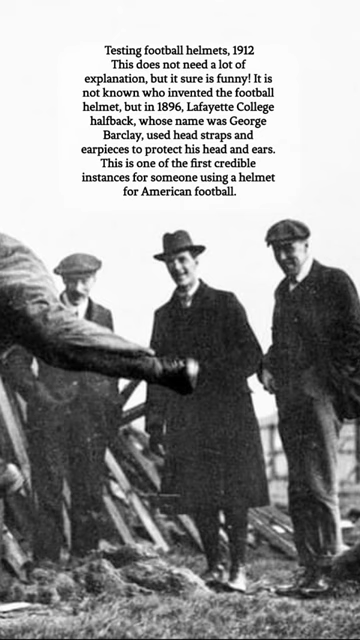 Testing football helmets, 1912
This does not need a lot of
explanation, but it sure is funny! It is
not known who invented the football
helmet, but in 1896, Lafayette College
halfback, whose name was George
Barclay, used head straps and
earpieces to protect his head and ears.
This is one of the first credible
instances for someone using a helmet
for American football.